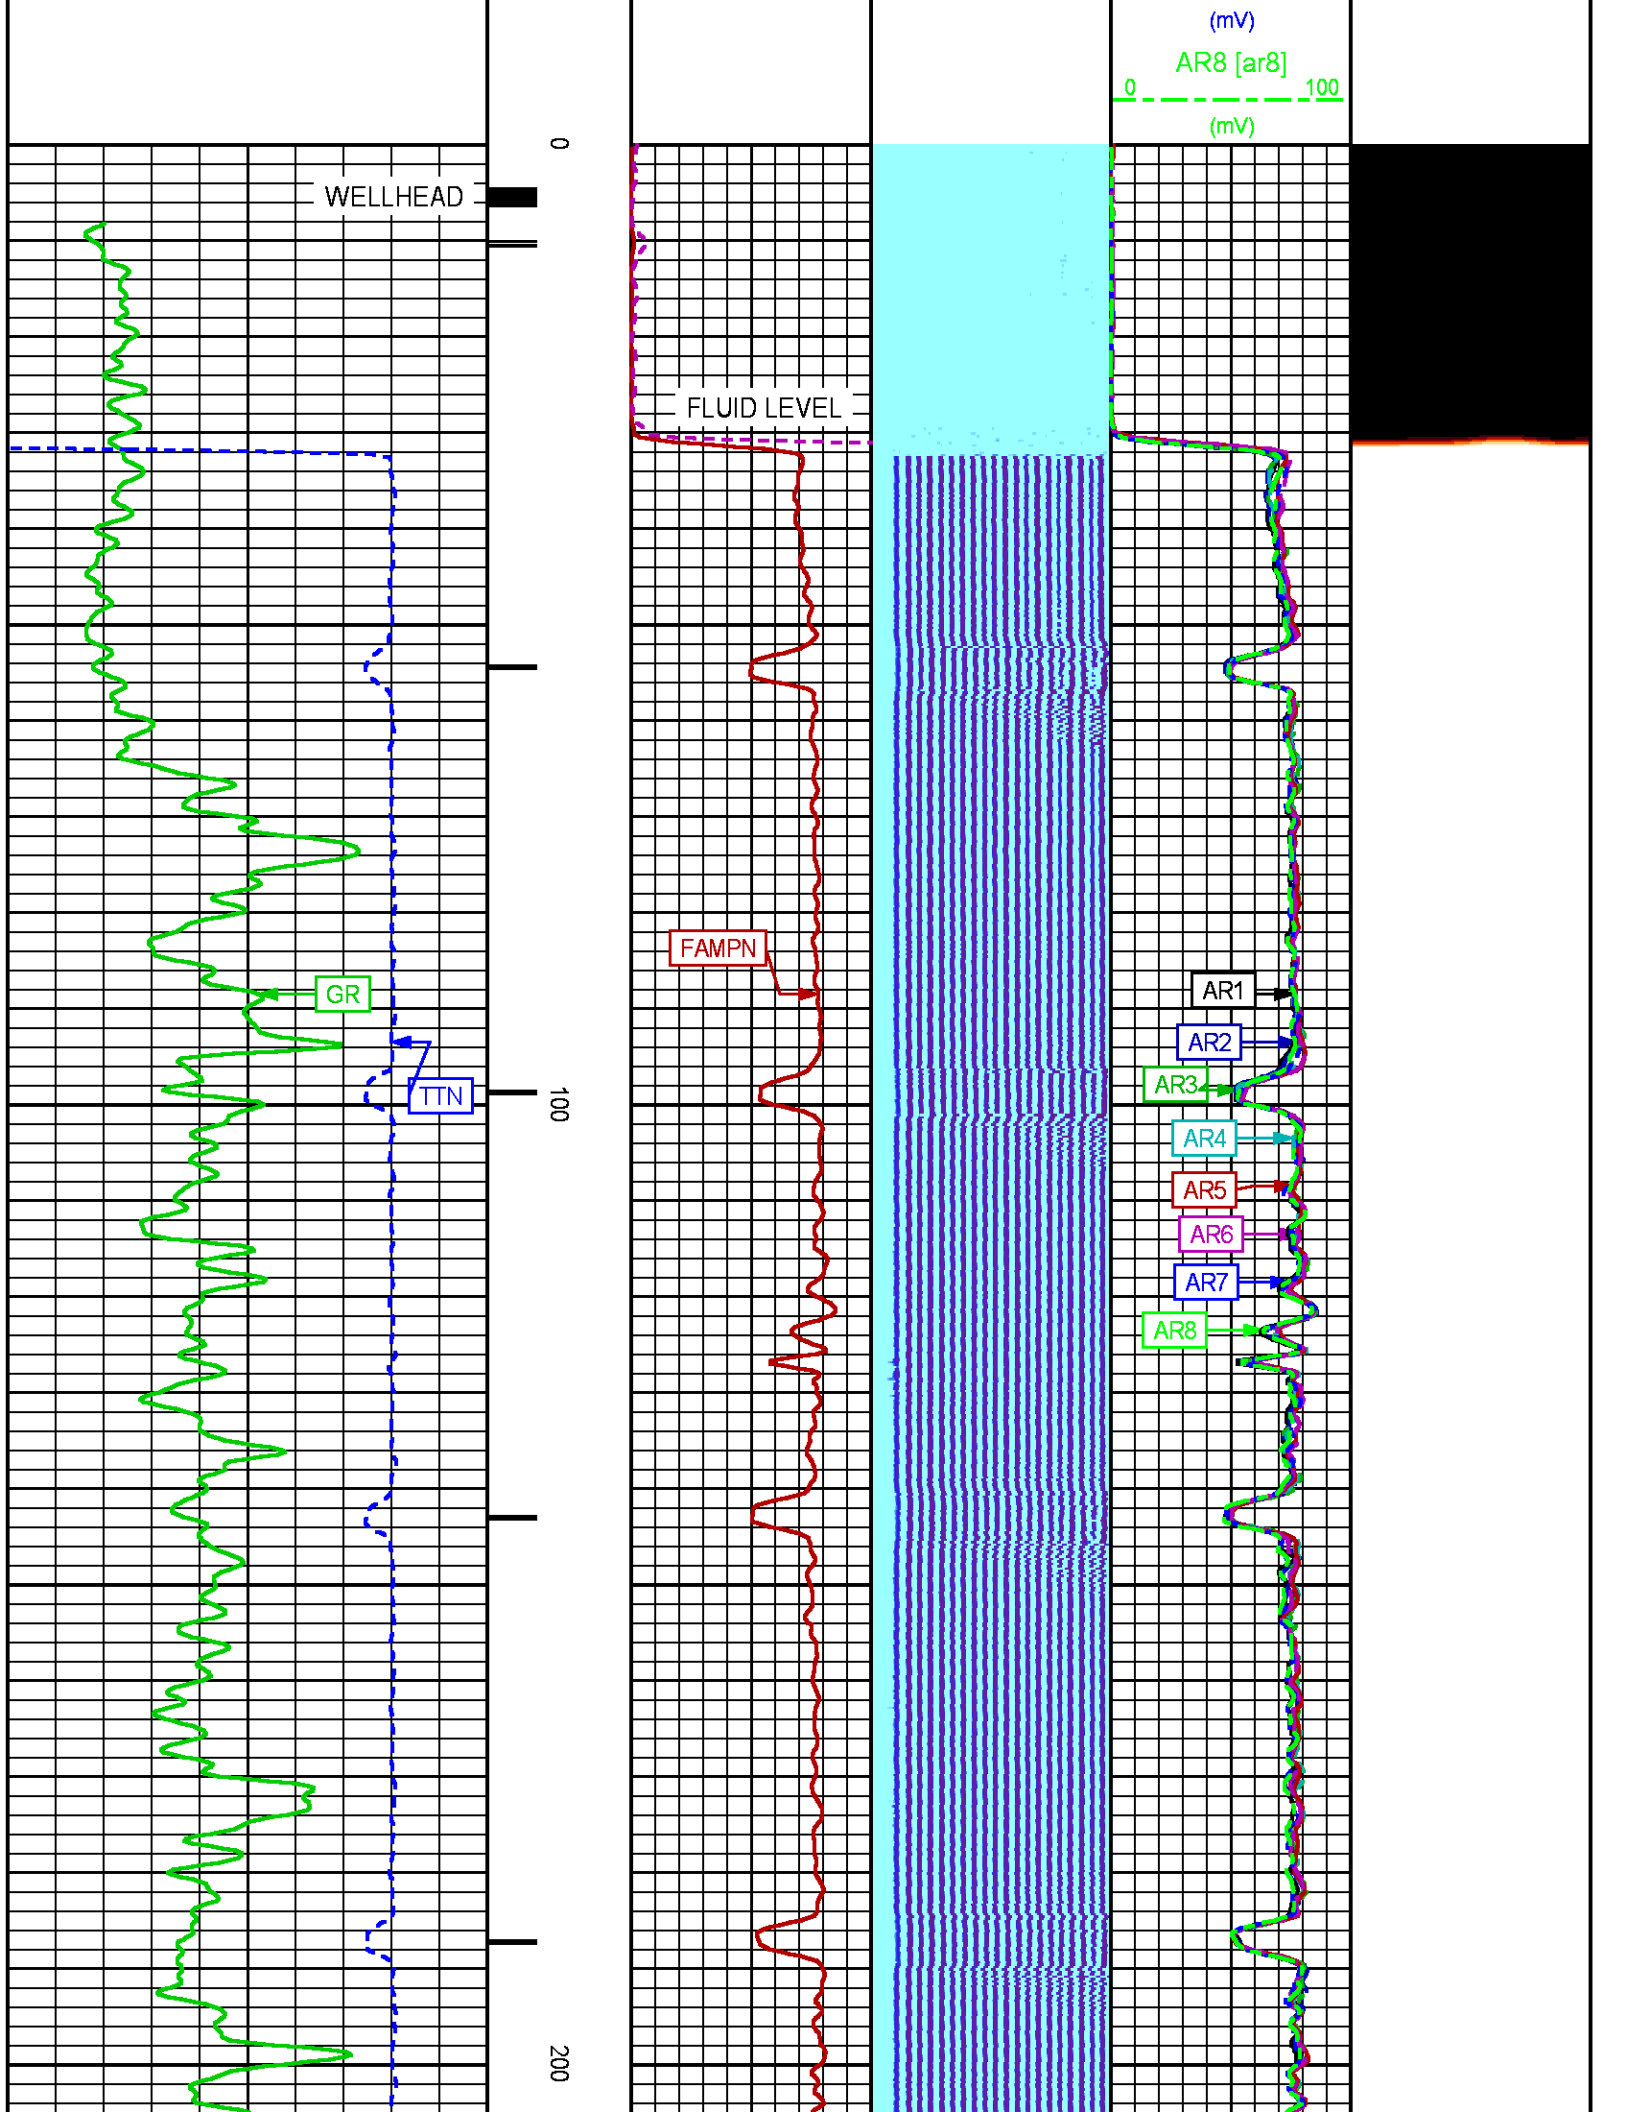 (mV)
AR8 [ar8]
0 100
(mV)
0
WELLHEAD
FLUID LEVEL
FAMPN
GR
AR1
AR2
AR3
TTN
100
AR4
AR5
AR6
AR7
AR8
200